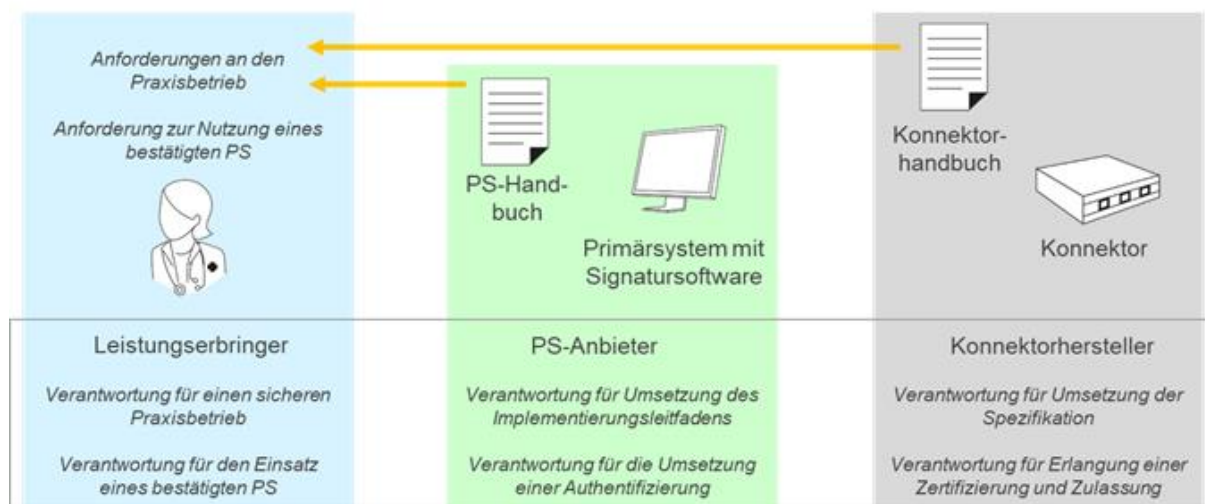 Anforderungen an den
Praxisbetrieb
Anforderung zur Nutzung eines
bestätigten PS
PS-Hand-
buch
Primärsystem mit
Signatursoftware
Konnektor-
handbuch
Konnektor
Leistungserbringer
Verantwortung für einen sicheren
Praxisbetrieb
Verantwortung für den Einsatz
eines bestätigten PS
PS-Anbieter
Verantwortung für Umsetzung des
Implementierungsleitfadens
Verantwortung für die Umsetzung
einer Authentifizierung
Konnektorhersteller
Verantwortung für Umsetzung der
Spezifikation
Verantwortung für Erlangung einer
Zertifizierung und Zulassung